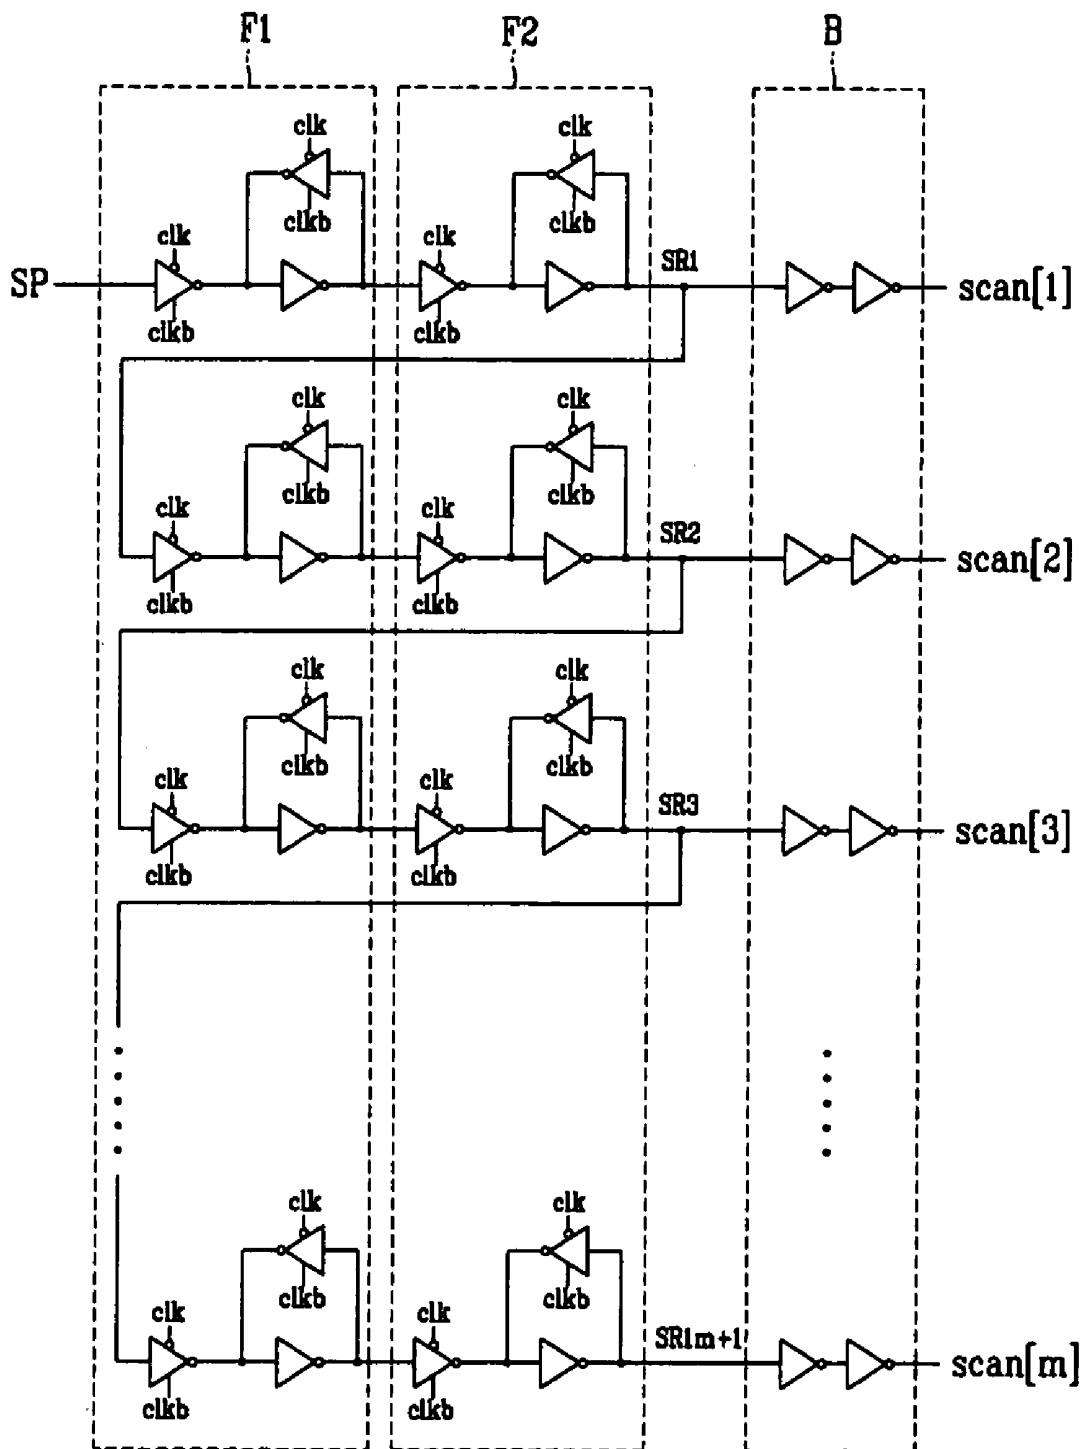 F1 F2 B
clk clk
clkb clkb
clk clk SR1
SP scan[1]
clkb clkb
clk clk
clkb clkb
clk clk SR2
scan[2]
clkb clkb
clk clk
clkb clkb
clk clk SR3
scan[3]
clkb clkb
clk clk
clkb clkb
clk clk SR1m+1
scan[m]
clkb clkb